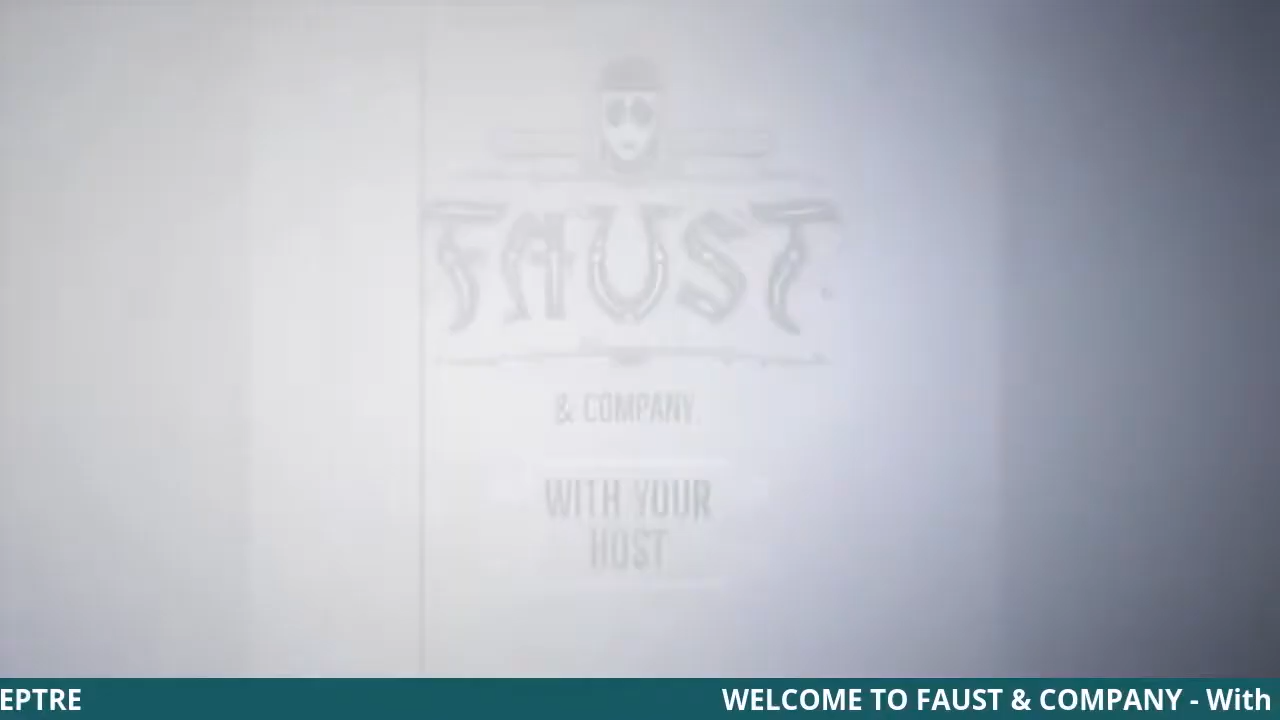 FAUST
& COMPANY
WITH YOUR
HOST
EPTRE
WELCOME TO FAUST & COMPANY - With